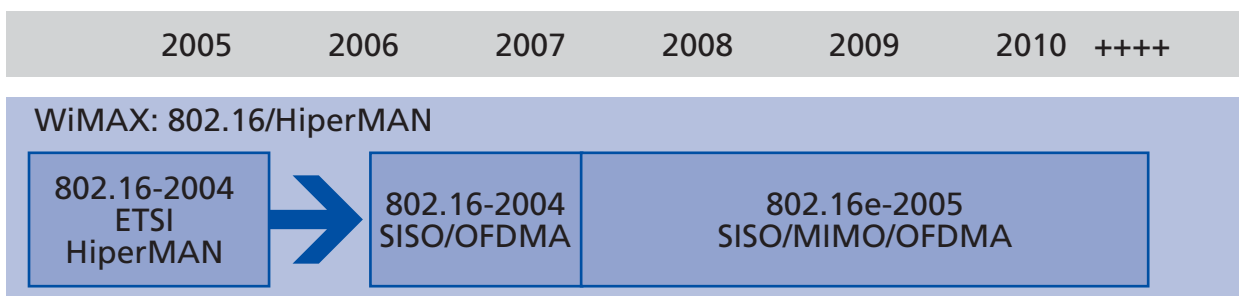 2005 2006 2007 2008 2009 2010 ++++
WiMAX: 802.16/HiperMAN
802.16-2004
ETSI
HiperMAN
802.16-2004
SISO/OFDMA
802.16e-2005
SISO/MIMO/OFDMA